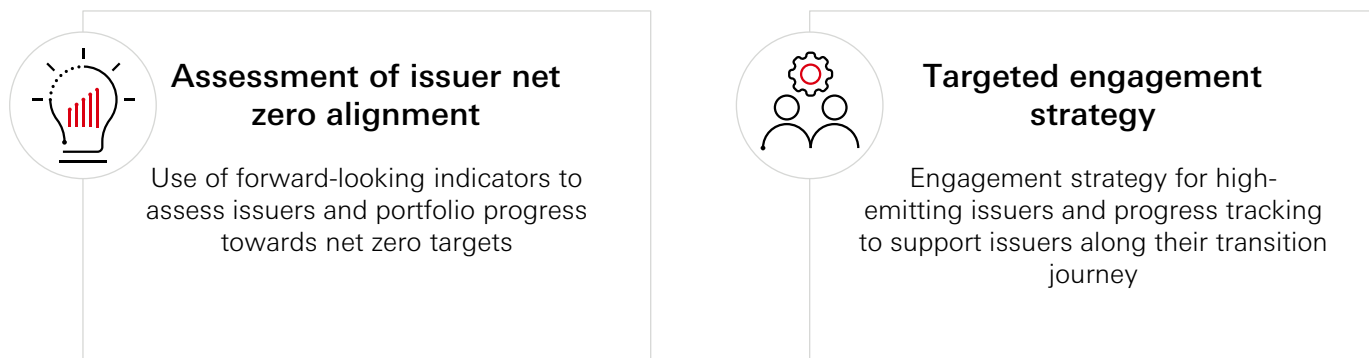 Assessment of issuer net
zero alignment
Use of forward-looking indicators to
assess issuers and portfolio progress
towards net zero targets
Targeted engagement
strategy
Engagement strategy for high-
emitting issuers and progress tracking
to support issuers along their transition
journey